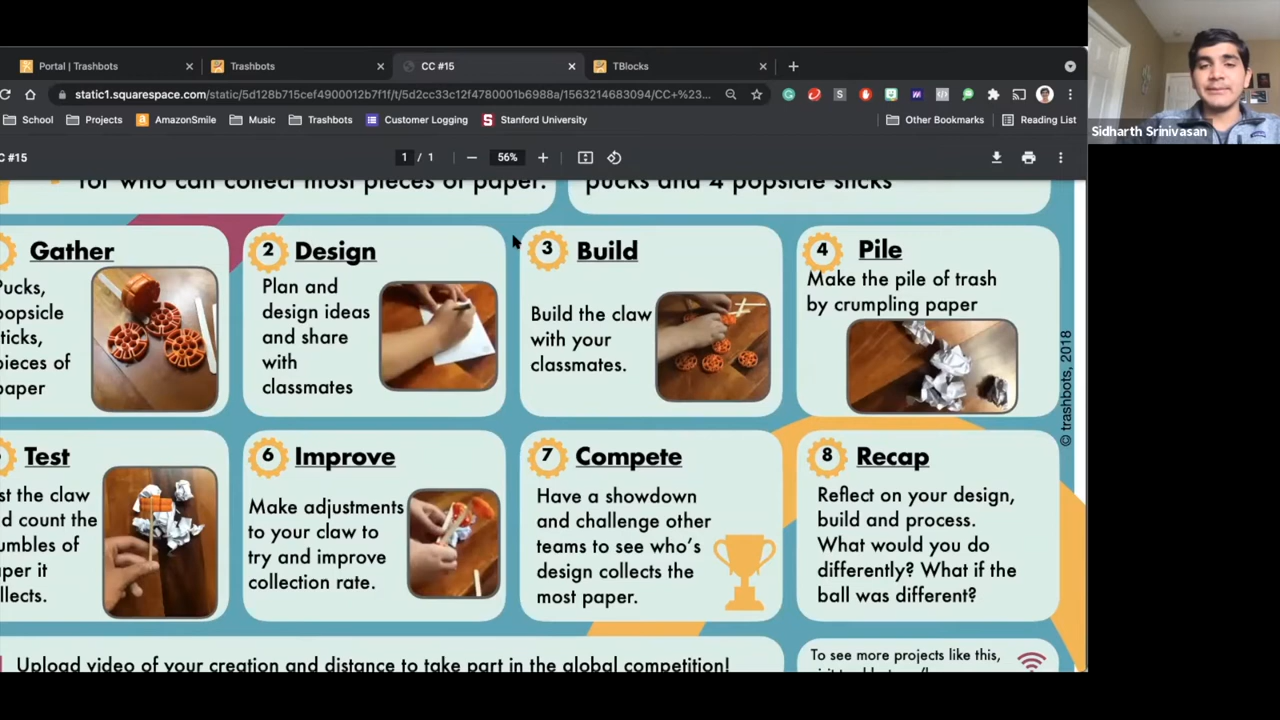 Portal | Trashbots
Trashbots
CC #15
TBlocks
static1.squarespace.com/static/5d128b715cef4900012b7f1f/t/5d2cc33c12f4780001b6988a/1563214683094/CC+%23...
School
Projects
AmazonSmile
Music
Trashbots
Customer Logging
Stanford University
Other Bookmarks
Reading List
Sidharth Srinivasan
C #15
1 / 1
56%
for who can collect most pieces of paper.
pucks and 4 popsicle sticks
Gather
Pucks,
popsicle
ticks,
pieces of
paper
2 Design
Plan and
design ideas
and share
with
classmates
3 Build
Build the claw
with your
classmates.
4 Pile
Make the pile of trash
by crumpling paper
© trashbots, 2018
Test
st the claw
d count the
umbles of
aper it
llects.
6 Improve
Make adjustments
to your claw to
try and improve
collection rate.
7 Compete
Have a showdown
and challenge other
teams to see who's
design collects the
most paper.
8 Recap
Reflect on your design,
build and process.
What would you do
differently? What if the
ball was different?
Upload video of your creation and distance to take part in the global competition!
To see more projects like this,